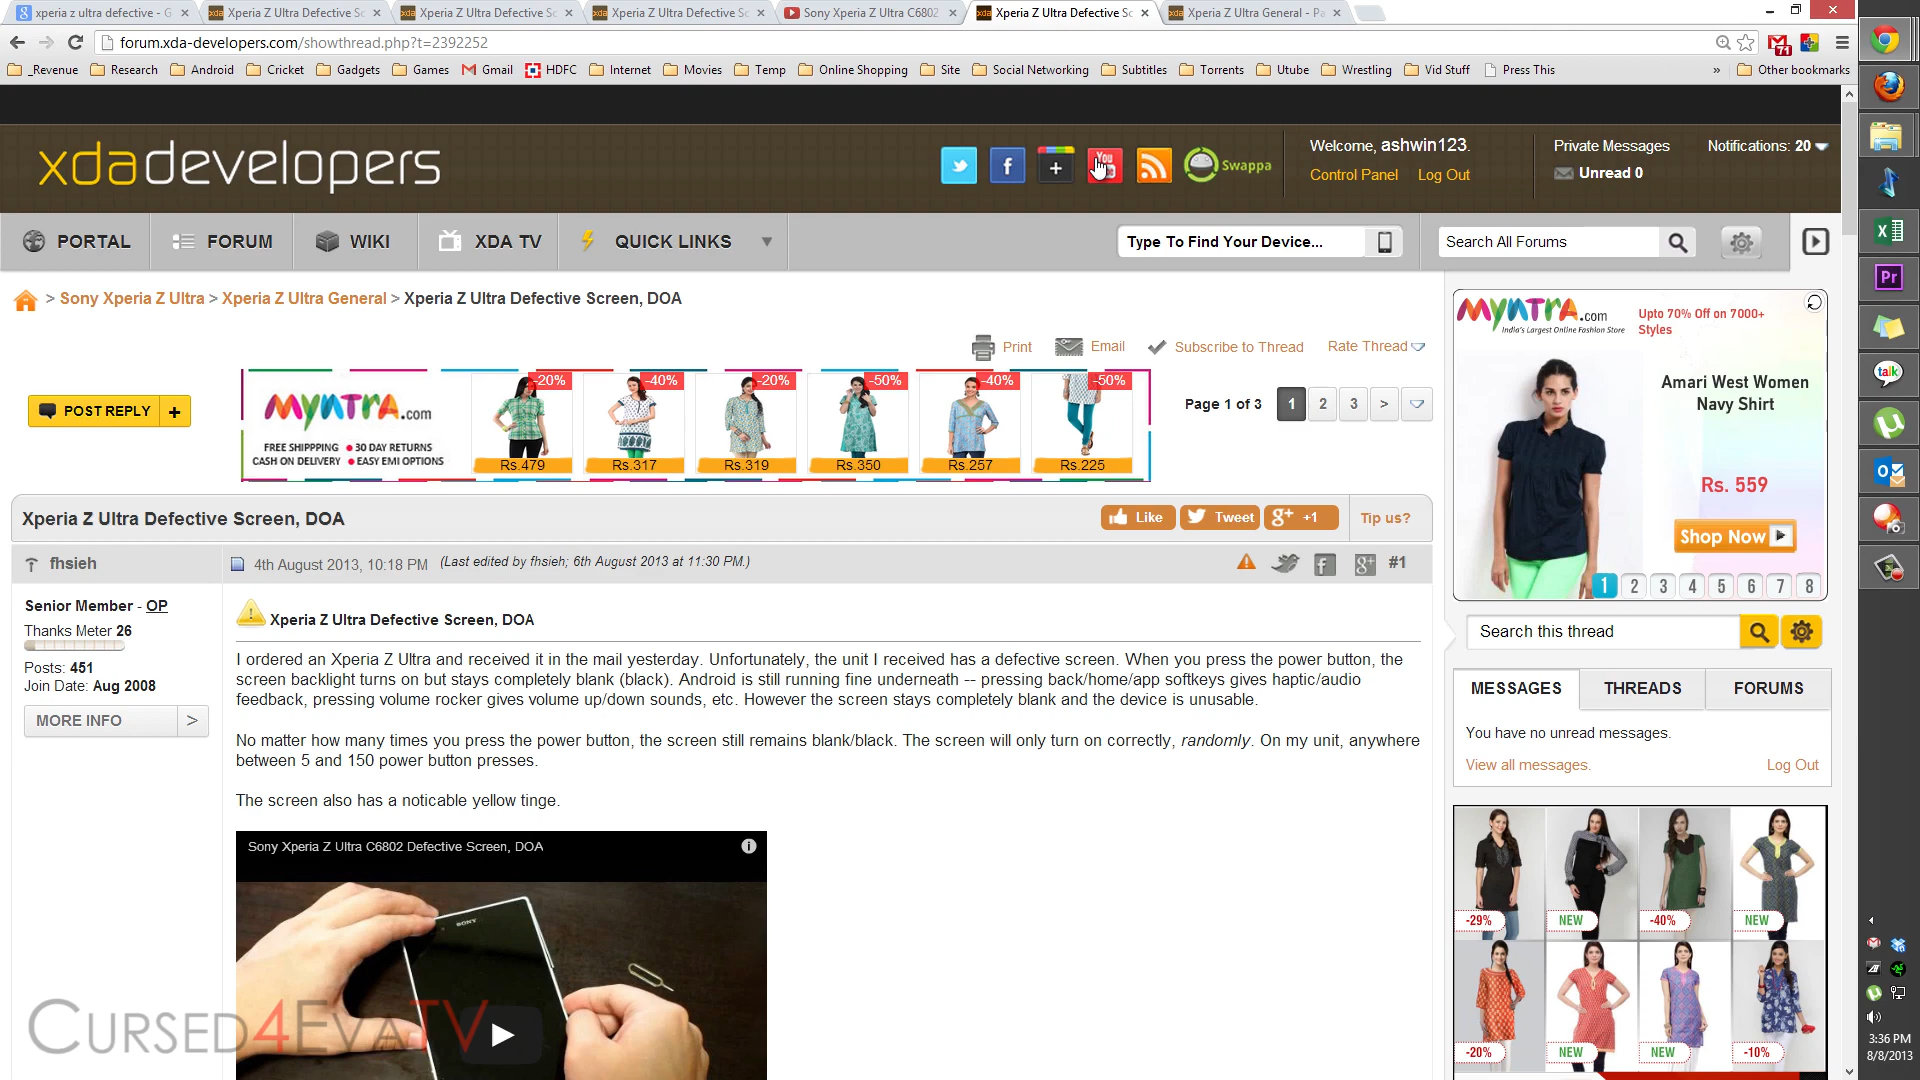 xperia z ultra defective - G
Xperia Z Ultra Defective Sc
Xperia Z Ultra Defective Sc
Xperia Z Ultra Defective Sc
Sony Xperia Z Ultra C6802
Xperia Z Ultra Defective Sc
Xperia Z Ultra General - Pa
forum.xda-developers.com/showthread.php?t=2392252
71
_Revenue Research Android Cricket Gadgets Games Gmail HDFC Internet Movies Temp Online Shopping Site Social Networking Subtitles Torrents Utube Wrestling Vid Stuff Press This » Other bookmarks
xdadevelopers
Swappa
Welcome, ashwin123.
Control Panel Log Out
Private Messages
Unread 0
Notifications: 20
PORTAL FORUM WIKI XDA TV QUICK LINKS
Type To Find Your Device...
Search All Forums
> Sony Xperia Z Ultra > Xperia Z Ultra General > Xperia Z Ultra Defective Screen, DOA
Print Email Subscribe to Thread Rate Thread
POST REPLY +
MYNTRA.com
FREE SHIPPPING • 30 DAY RETURNS
CASH ON DELIVERY • EASY EMI OPTIONS
-20% -40% -20% -50% -40% -50%
Rs.479 Rs.317 Rs.319 Rs.350 Rs.257 Rs.225
Page 1 of 3 1 2 3 >
Xperia Z Ultra Defective Screen, DOA
Like Tweet g+ +1 Tip us?
fhsieh
4th August 2013, 10:18 PM (Last edited by fhsieh; 6th August 2013 at 11:30 PM.)
#1
Senior Member - OP
Thanks Meter 26
Posts: 451
Join Date: Aug 2008
MORE INFO >
Xperia Z Ultra Defective Screen, DOA
I ordered an Xperia Z Ultra and received it in the mail yesterday. Unfortunately, the unit I received has a defective screen. When you press the power button, the
screen backlight turns on but stays completely blank (black). Android is still running fine underneath -- pressing back/home/app softkeys gives haptic/audio
feedback, pressing volume rocker gives volume up/down sounds, etc. However the screen stays completely blank and the device is unusable.
No matter how many times you press the power button, the screen still remains blank/black. The screen will only turn on correctly, randomly. On my unit, anywhere
between 5 and 150 power button presses.
The screen also has a noticable yellow tinge.
Sony Xperia Z Ultra C6802 Defective Screen, DOA
SONY
CURSED4EVATV
MYNTRA.com
India's Largest Online Fashion Store
Upto 70% Off on 7000+
Styles
Amari West Women
Navy Shirt
Rs. 559
Shop Now
1 2 3 4 5 6 7 8
Search this thread
MESSAGES THREADS FORUMS
You have no unread messages.
View all messages. Log Out
-29% NEW -40% NEW
-20% NEW NEW -10%
Pr
talk
3:36 PM
8/8/2013